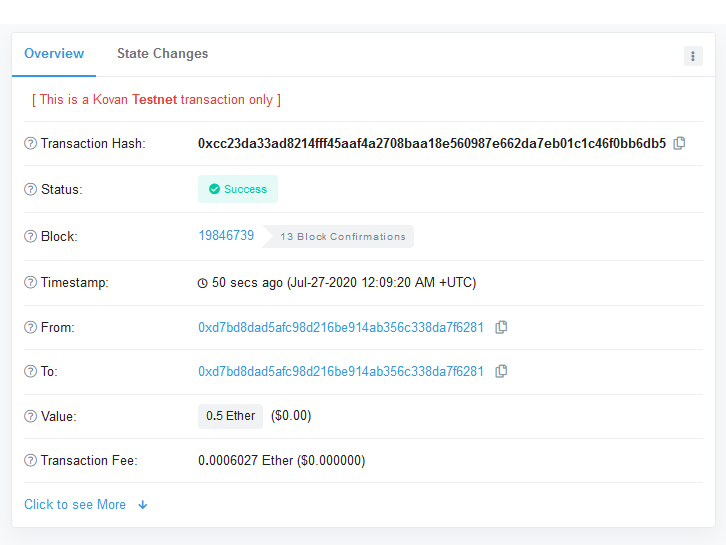 Overview State Changes
[ This is a Kovan Testnet transaction only ]
Transaction Hash: 0xcc23da33ad8214fff45aaf4a2708baa18e560987e662da7eb01c1c46f0bb6db5
Status: Success
Block: 19846739 13 Block Confirmations
Timestamp: 50 secs ago (Jul-27-2020 12:09:20 AM +UTC)
From: 0xd7bd8dad5afc98d216be914ab356c338da7f6281
To: 0xd7bd8dad5afc98d216be914ab356c338da7f6281
Value: 0.5 Ether ($0.00)
Transaction Fee: 0.0006027 Ether ($0.000000)
Click to see More